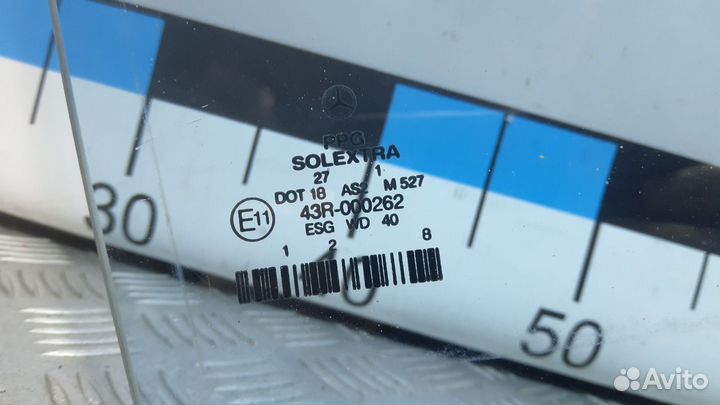 PPG
SOLEXTRA
27 1
DOT 18 AS2 M 527
E11 43R-000262
ESG WD 40
1 2 8
30 40 50
Avito